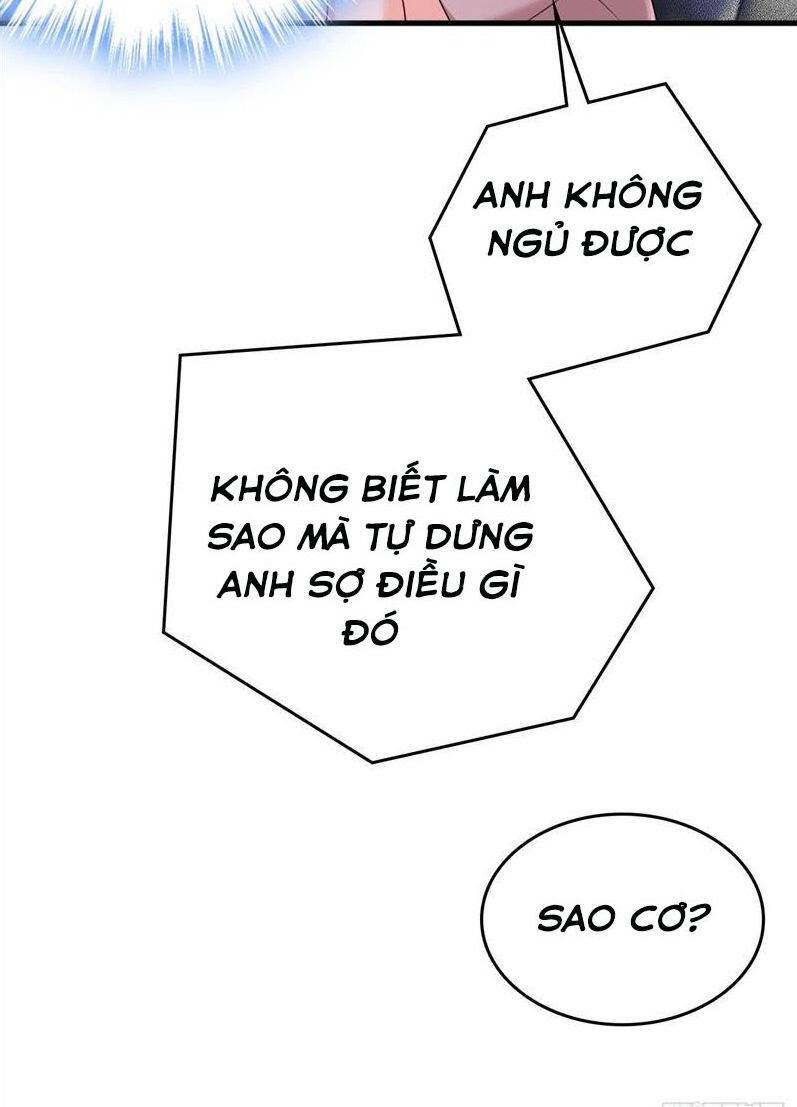 ANH KHÔNG
NGỦ ĐƯỢC
KHÔNG BIẾT LÀM
SAO MÀ TỰ DƯNG
ANH SỢ ĐIỀU GÌ
ĐÓ
SAO CƠ?